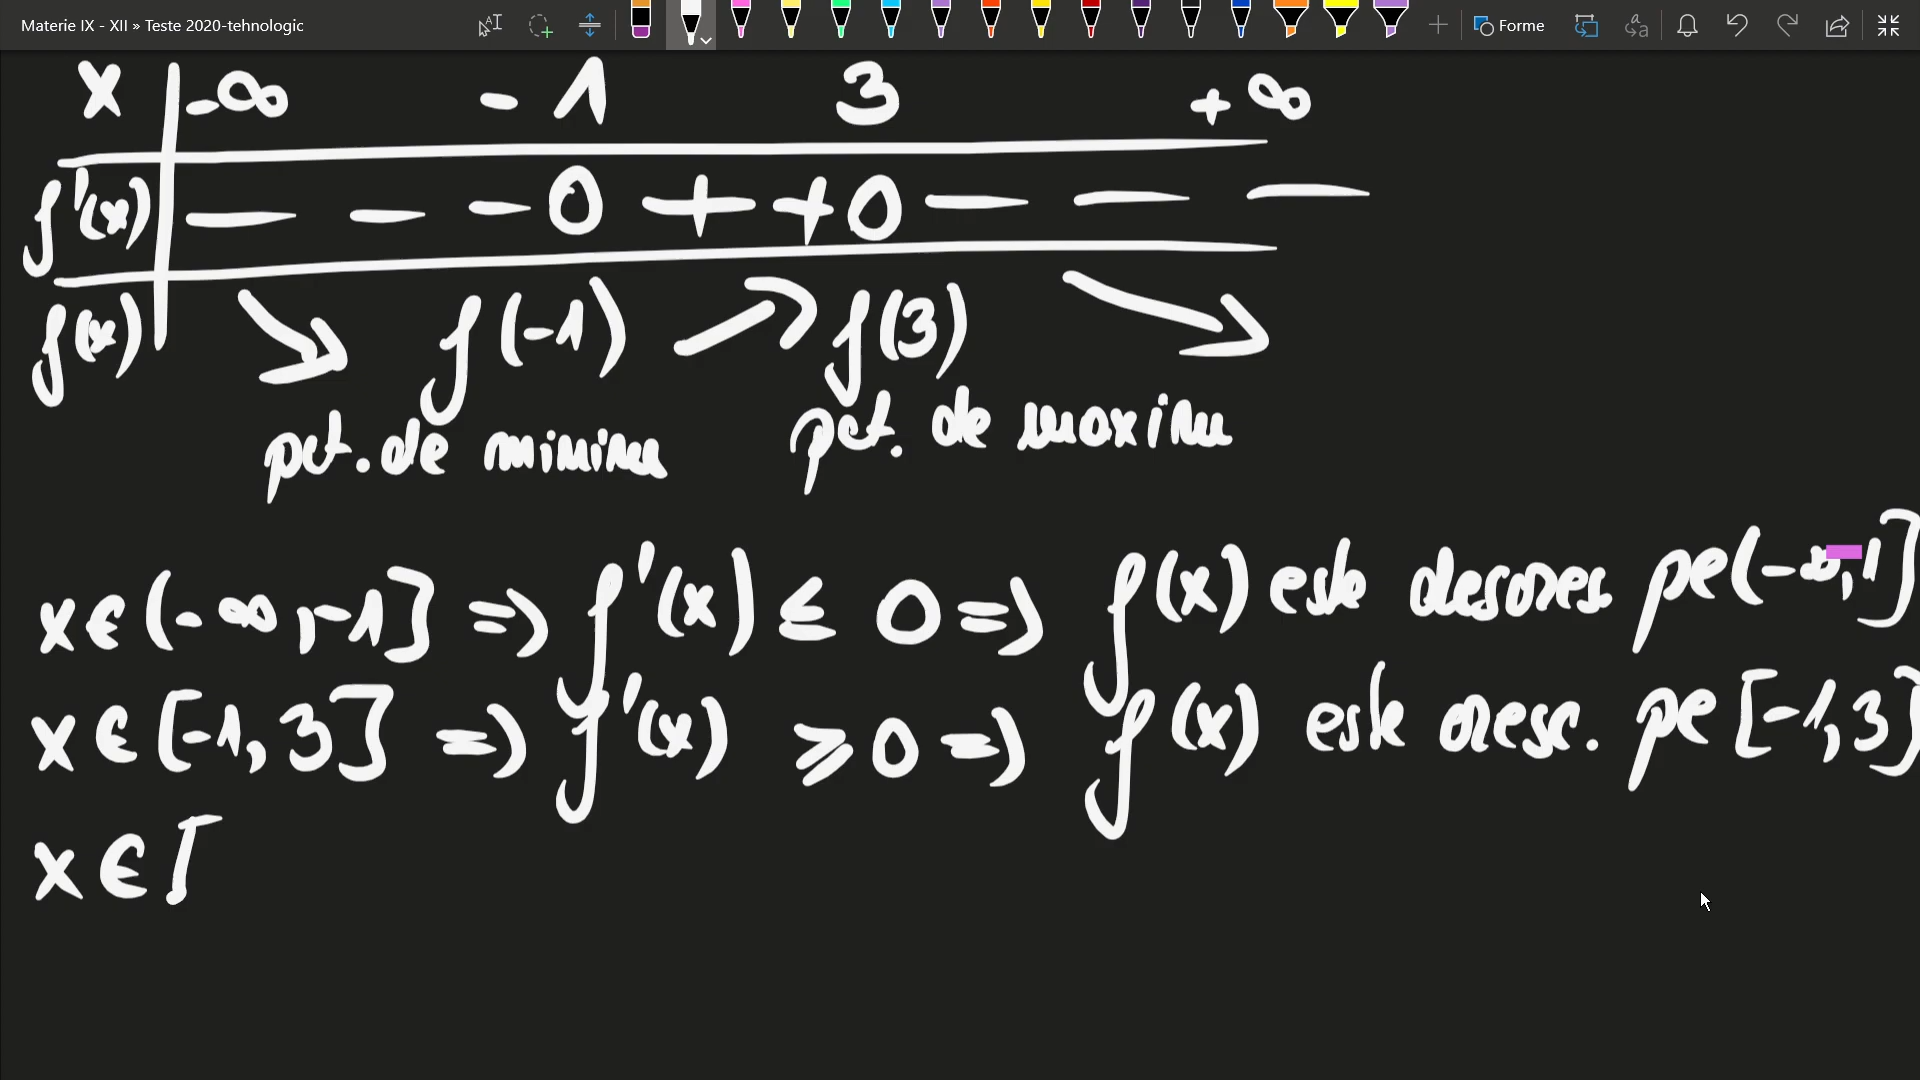 Materie IX - XII » Teste 2020-tehnologic
Forme
x -∞ -1 3 +∞
f'(x) - - - 0 + + 0 - - -
f(x) ↘ f(-1) ↗ f(3) ↘
pct. de minim pct. de maxim
x∈(-∞,-1] => f'(x) ≤ 0 => f(x) este descres. pe(-∞,1]
x∈[-1,3] => f'(x) ≥ 0 => f(x) este cresc. pe [-1,3]
x∈[